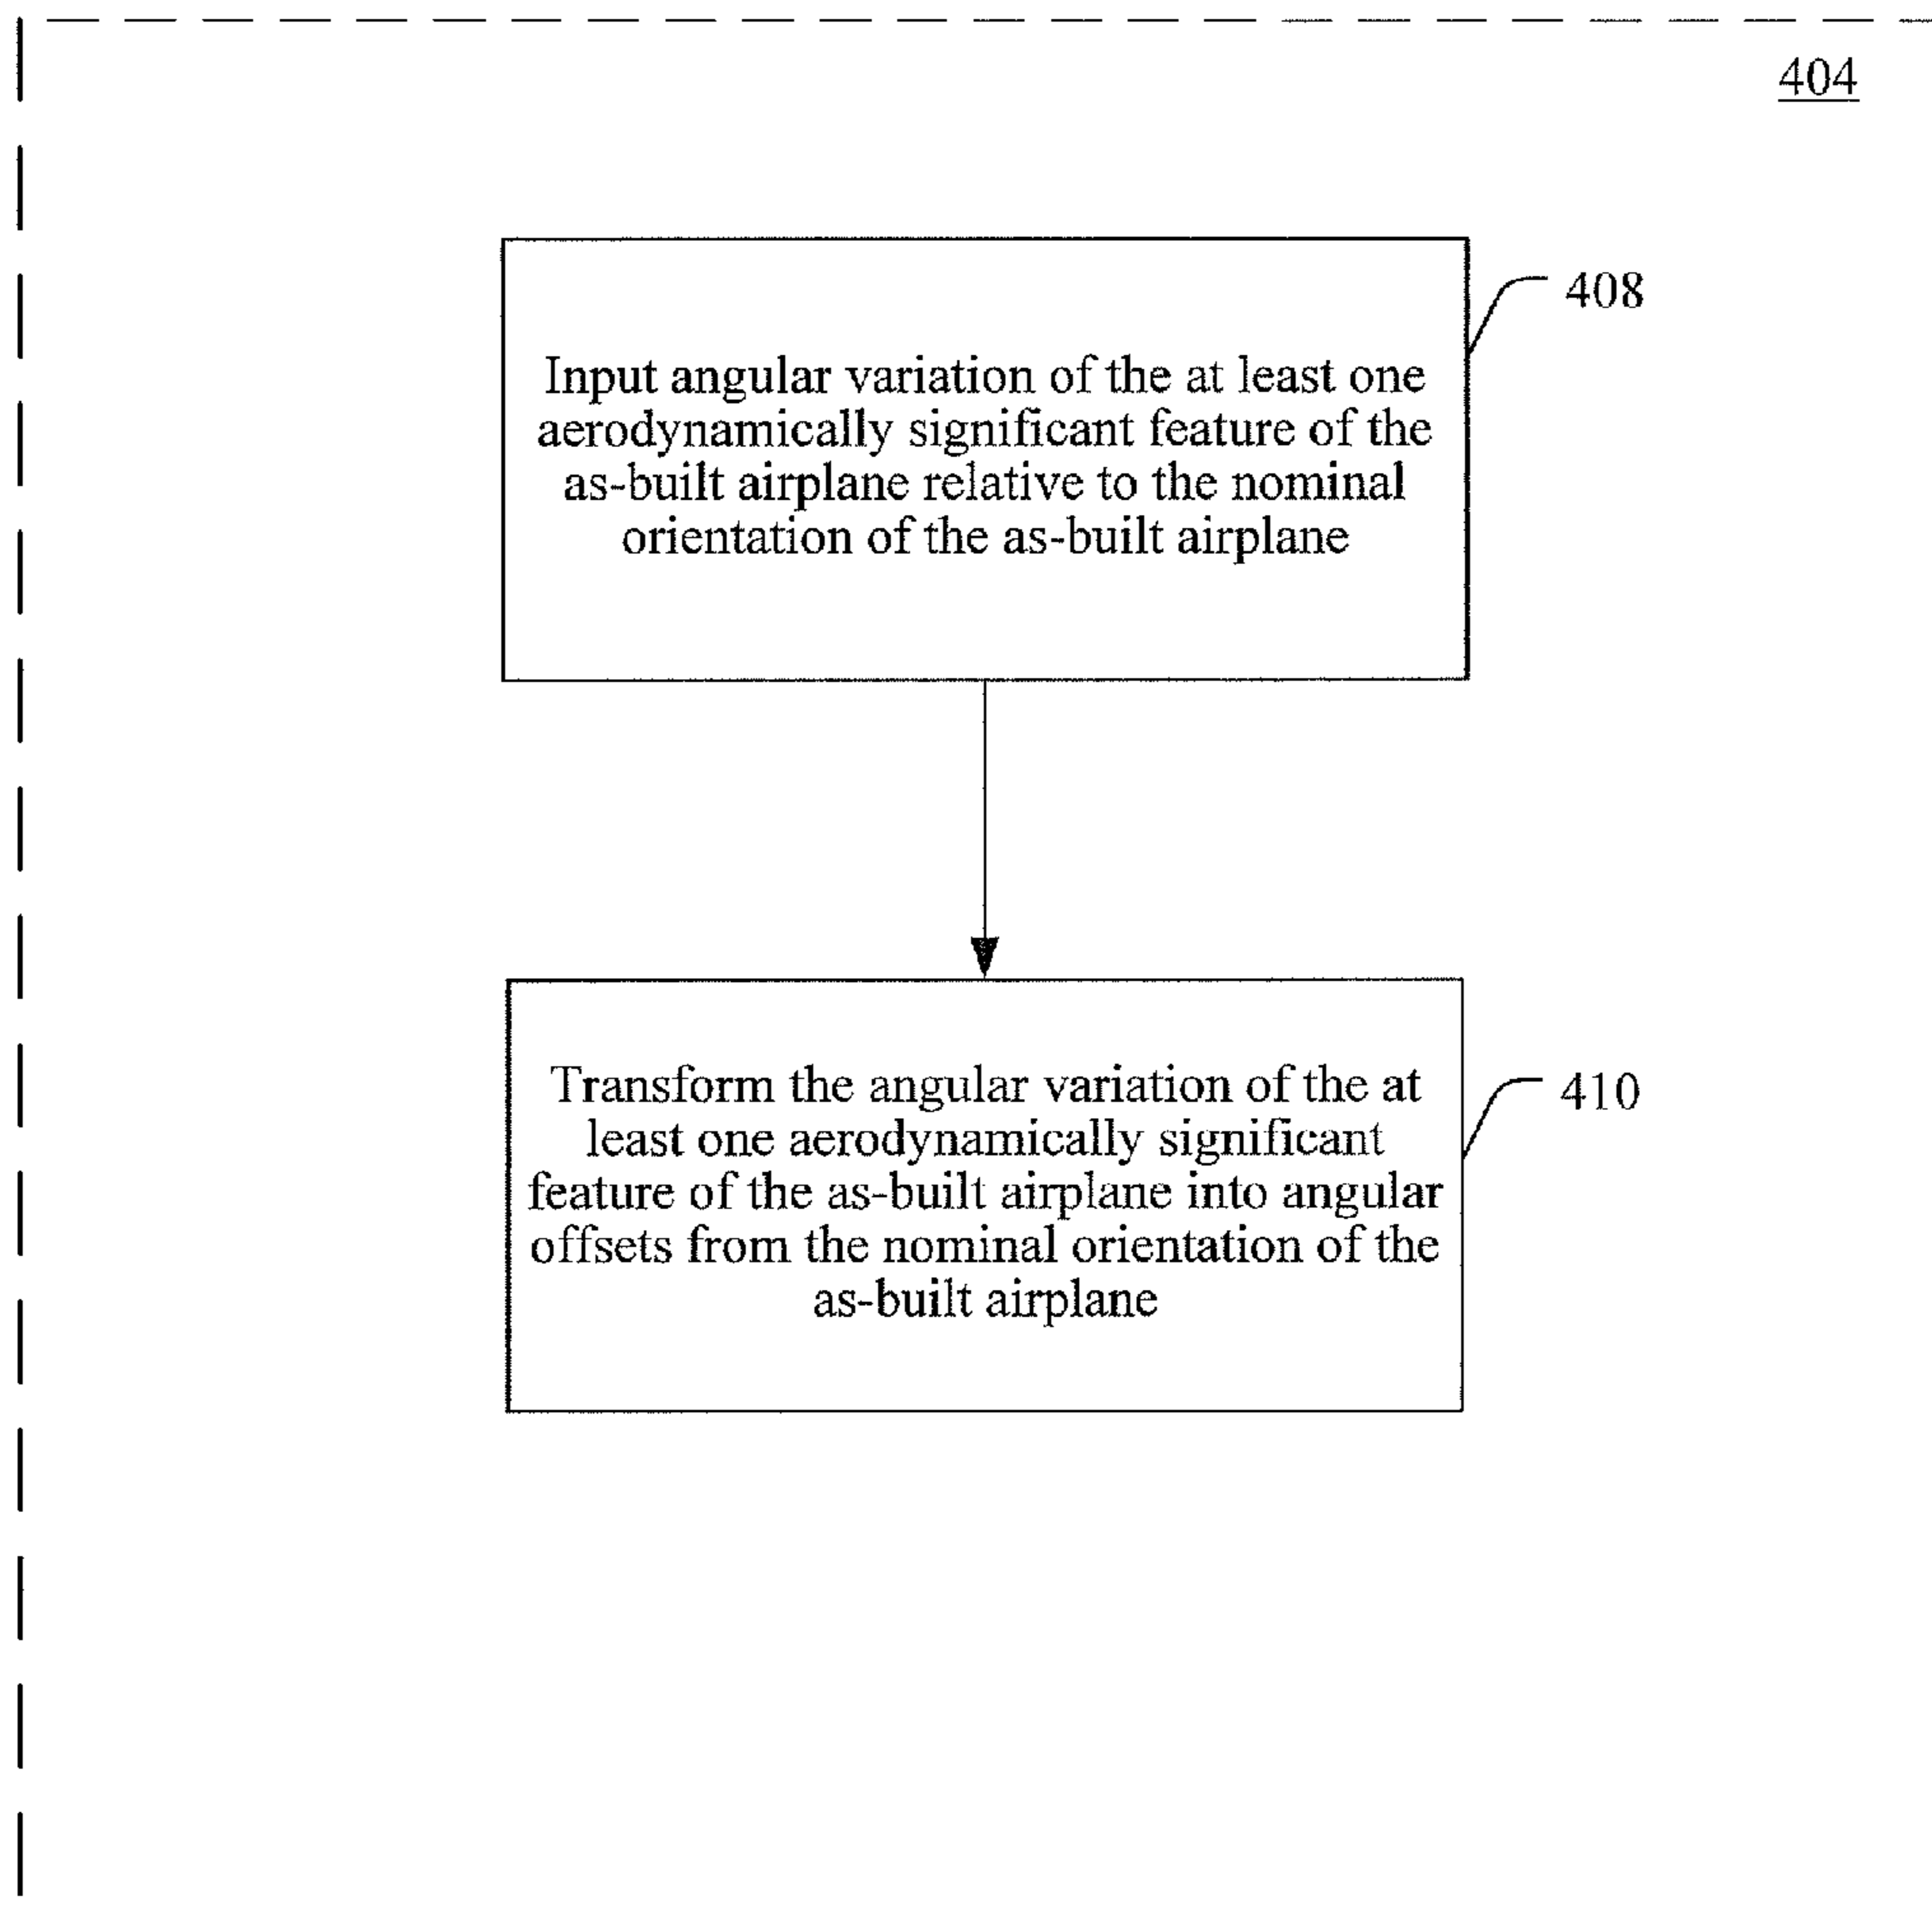 404
Input angular variation of the at least one
aerodynamically significant feature of the
as-built airplane relative to the nominal
orientation of the as-built airplane
408
Transform the angular variation of the at
least one aerodynamically significant
feature of the as-built airplane into angular
offsets from the nominal orientation of the
as-built airplane
410